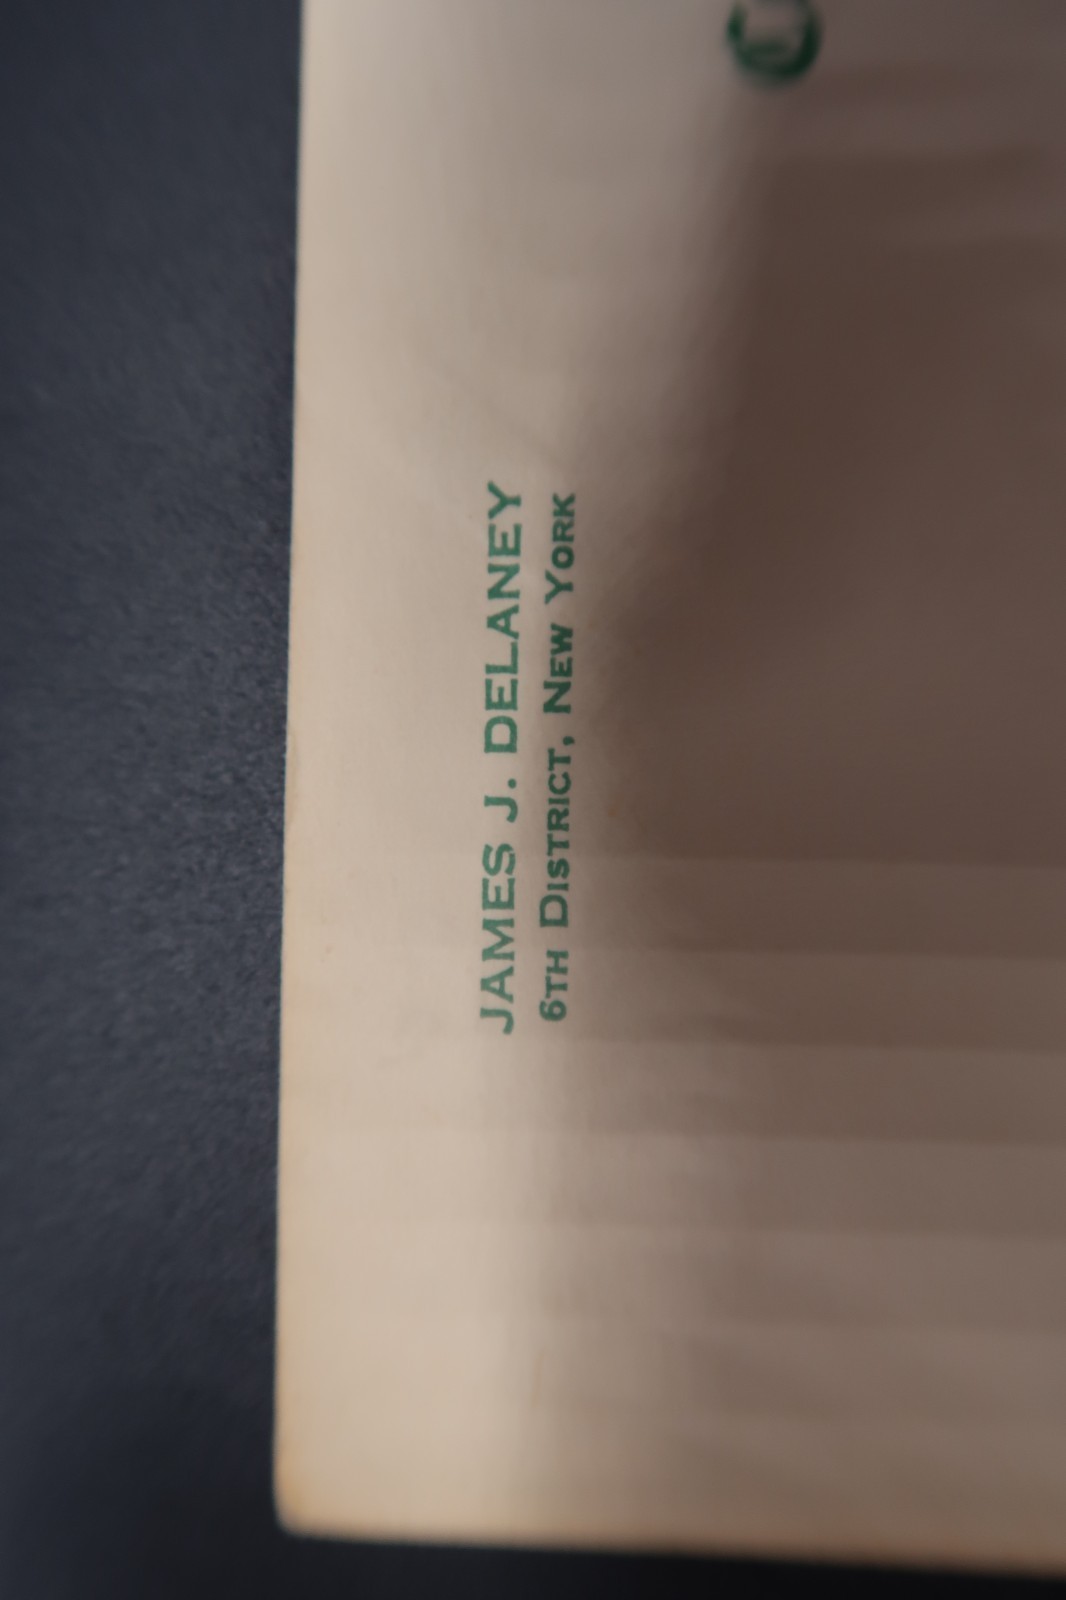 JAMES J. DELANEY
6TH DISTRICT, NEW YORK